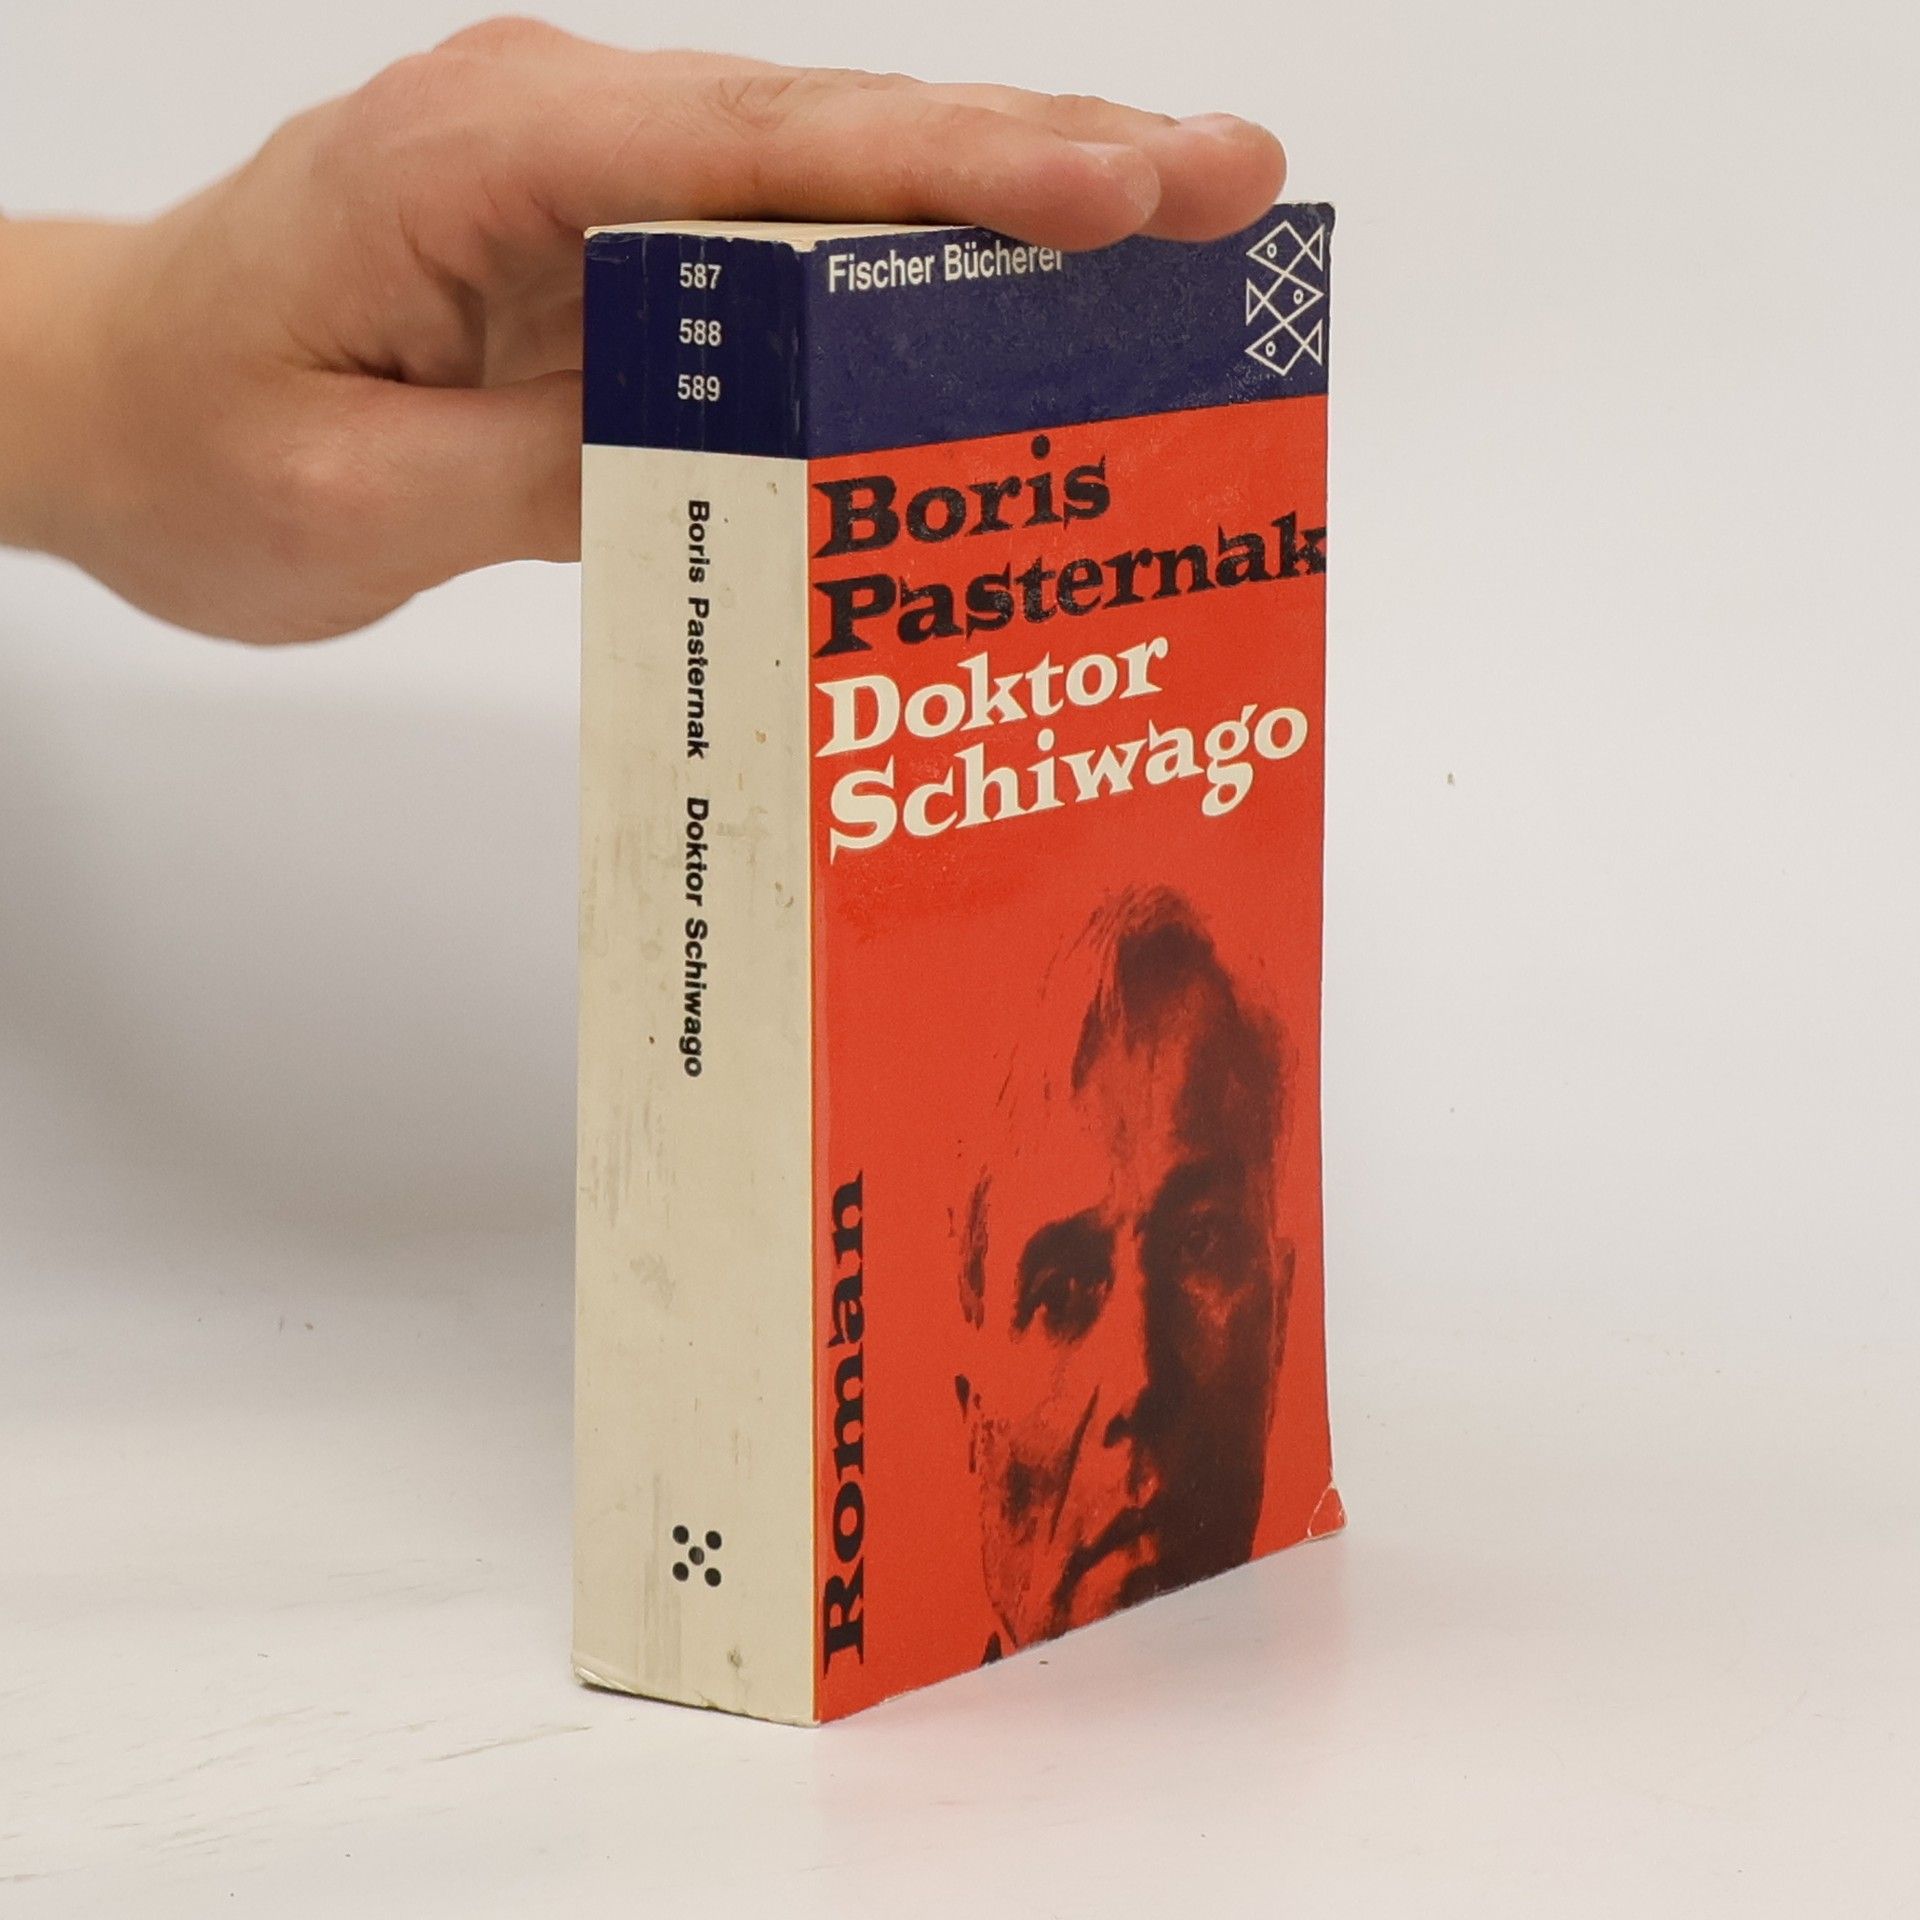 587
588
589
Boris Pasternak Doktor Schiwago
Fischer Bücherei
Boris
Pasternak
Doktor
Schiwago
Roman